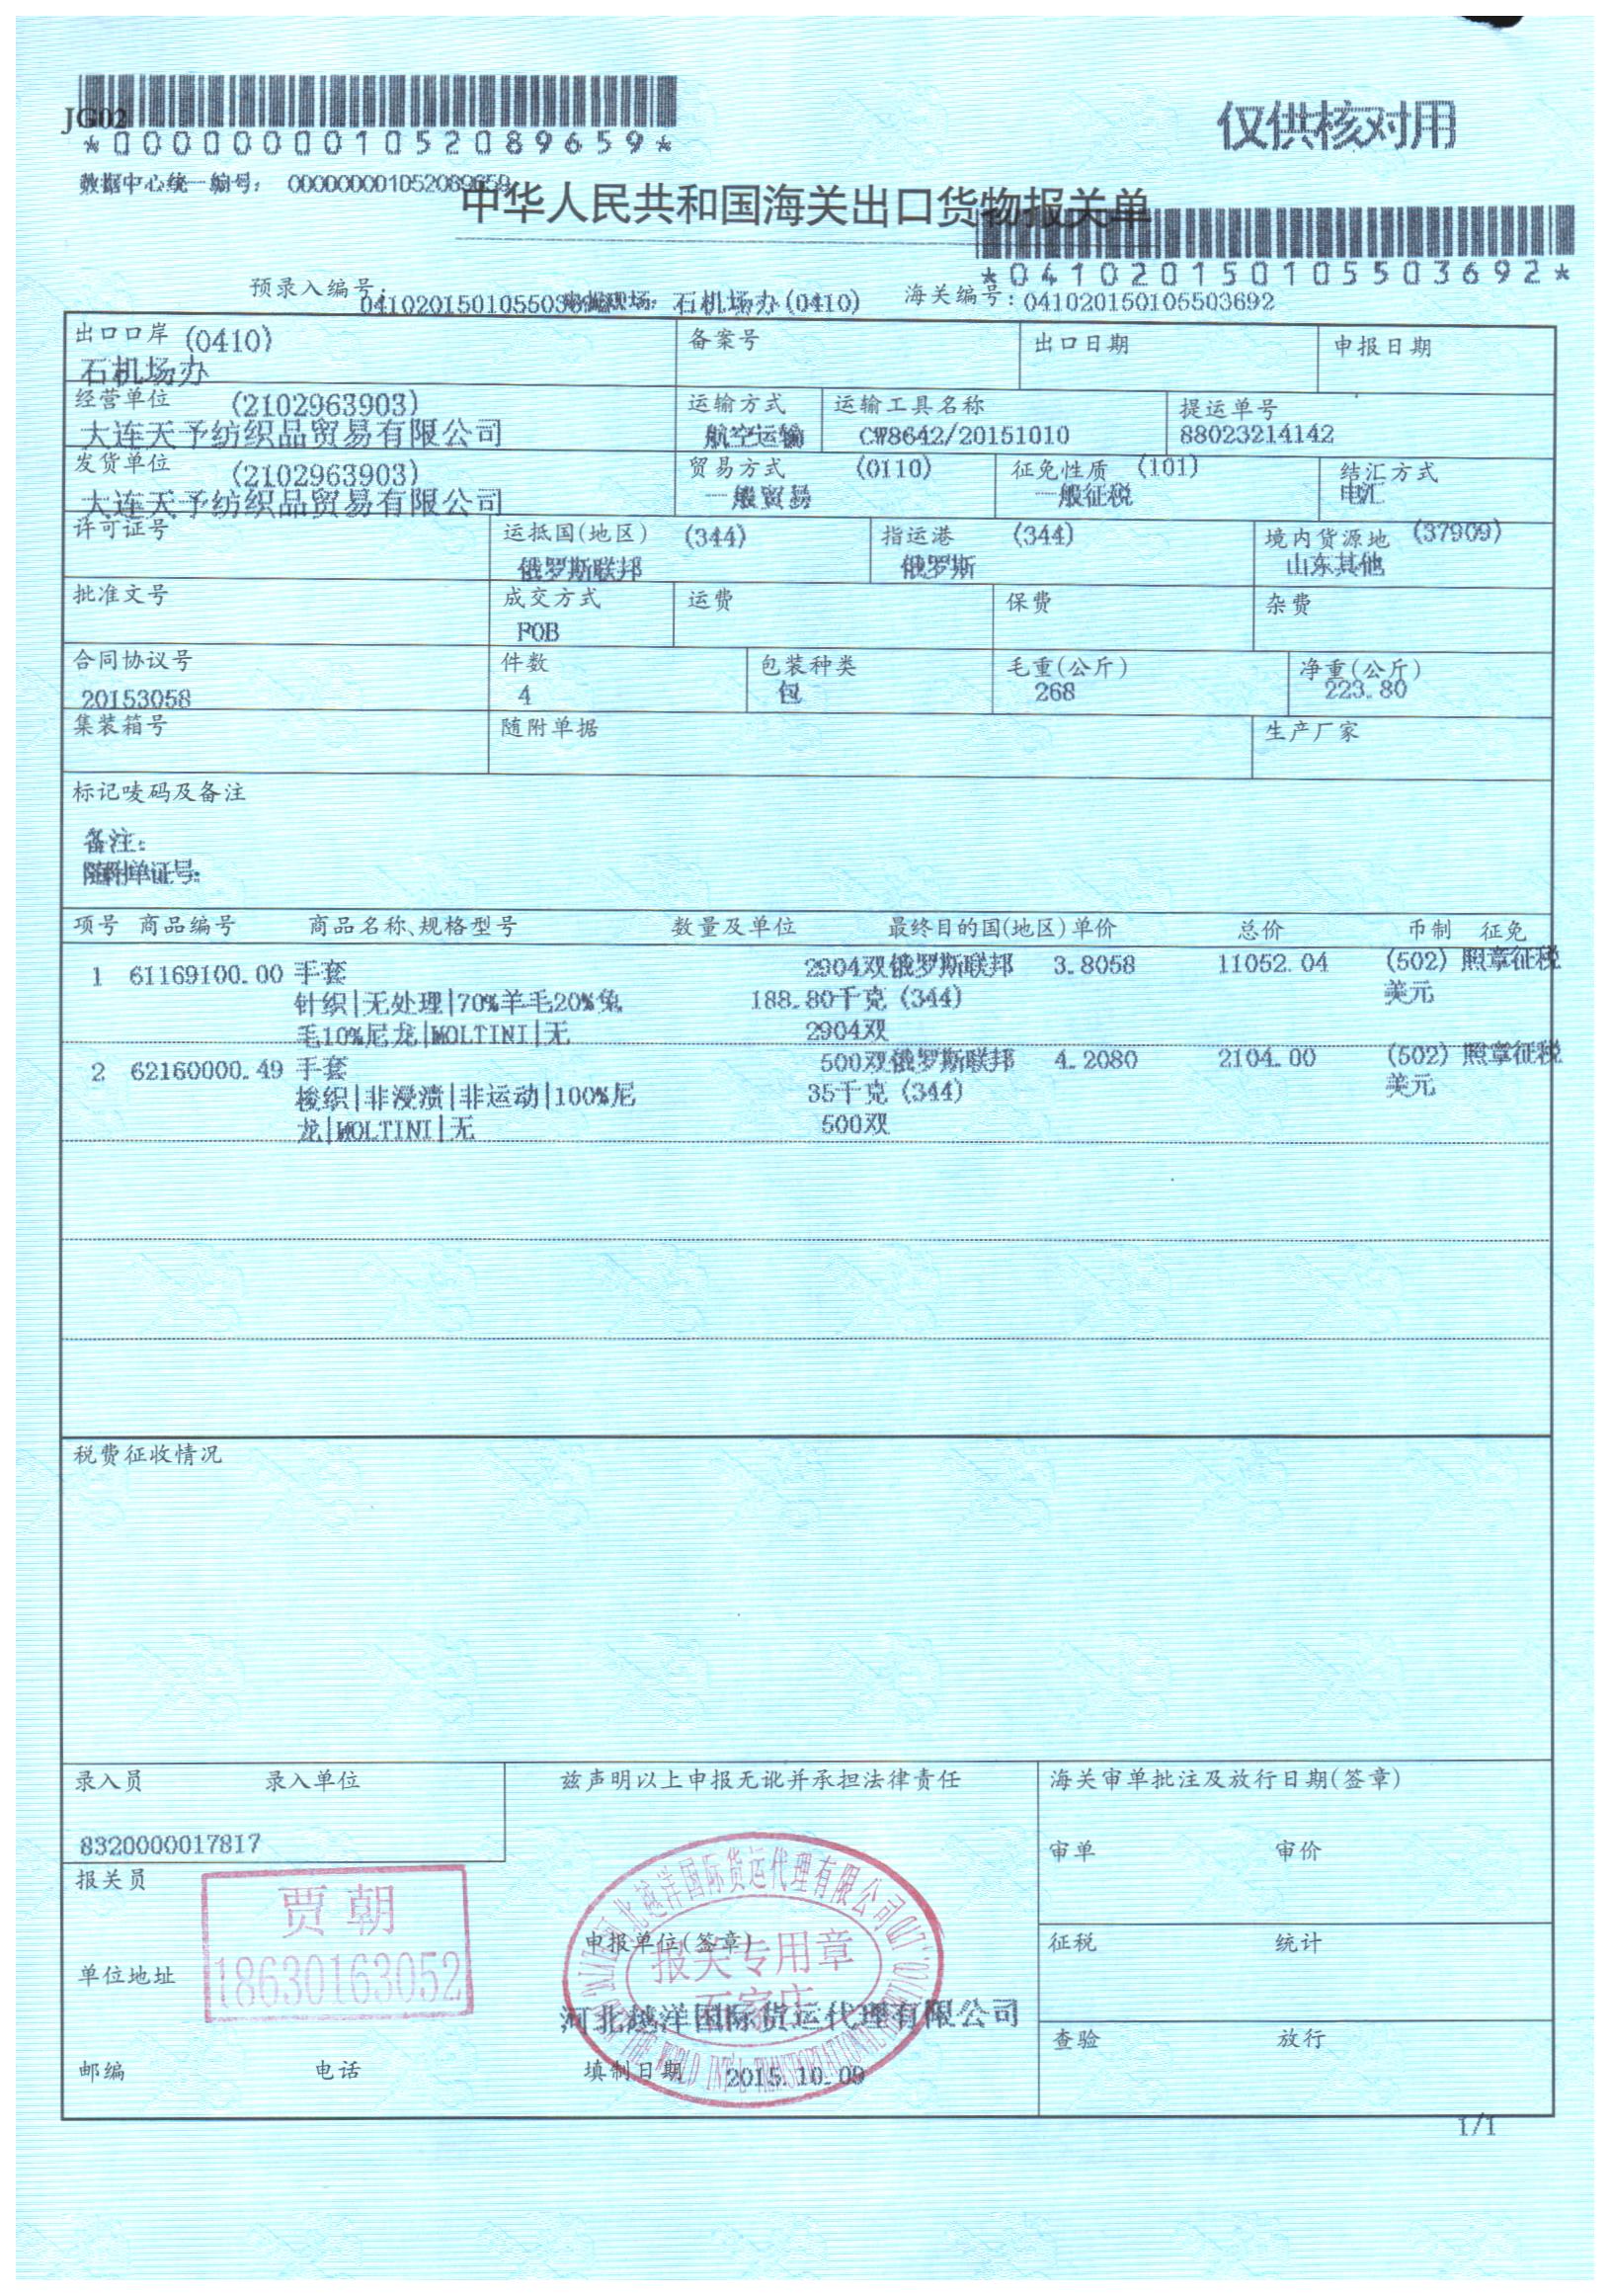 JG02
*000000001052089659*
仅供核对用
数据中心统一编号： 000000001052089659
中华人民共和国海关出口货物报关单
*041020150105503692*
预录入编号： 041020150105503692 申报现场： 石机场办(0410) 海关编号：041020150105503692
出口口岸 (0410) 备案号 出口日期 申报日期
石机场办
经营单位 (2102963903) 运输方式 运输工具名称 提运单号
大连天予纺织品贸易有限公司 航空运输 CW8642/20151010 88023214142
发货单位 (2102963903) 贸易方式 (0110) 征免性质 (101) 结汇方式
大连天予纺织品贸易有限公司 一般贸易 一般征税 电汇
许可证号 运抵国(地区) (344) 指运港 (344) 境内货源地 (37909)
俄罗斯联邦 俄罗斯 山东其他
批准文号 成交方式 运费 保费 杂费
FOB
合同协议号 件数 包装种类 毛重(公斤) 净重(公斤)
20153058 4 包 268 223.80
集装箱号 随附单据 生产厂家
标记唛码及备注
备注：
随附单证号：
项号 商品编号 商品名称、规格型号 数量及单位 最终目的国(地区) 单价 总价 币制 征免
1 61169100.00 手套 2904双 俄罗斯联邦 3.8058 11052.04 (502) 照章征税
针织|无处理|70%羊毛20%兔 188.80千克 (344) 美元
毛10%尼龙|MOLTINI|无 2904双
2 62160000.49 手套 500双 俄罗斯联邦 4.2080 2104.00 (502) 照章征税
梭织|非浸渍|非运动|100%尼 35千克 (344) 美元
龙|MOLTINI|无 500双
税费征收情况
录入员 录入单位 兹声明以上申报无讹并承担法律责任 海关审单批注及放行日期(签章)
8320000017817
审单 审价
报关员
贾朝
18630163052
单位地址
申报单位(签章)
河北越洋国际货运代理有限公司
报关专用章
石家庄
河北越洋国际货运代理有限公司
征税 统计
查验 放行
邮编 电话 填制日期 2015.10.09
1/1